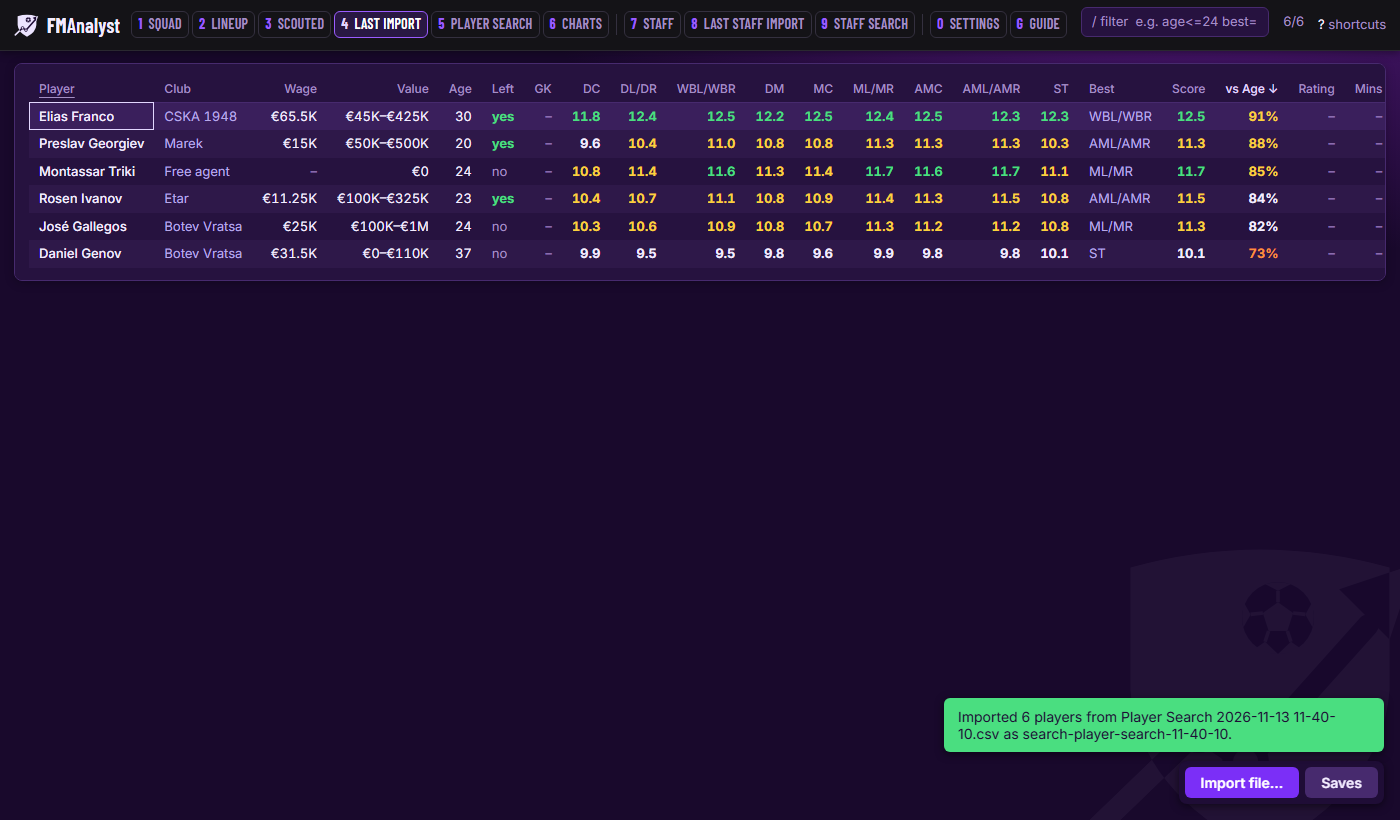 FMAnalyst 1 SQUAD 2 LINEUP 3 SCOUTED 4 LAST IMPORT 5 PLAYER SEARCH 6 CHARTS 7 STAFF 8 LAST STAFF IMPORT 9 STAFF SEARCH 0 SETTINGS G GUIDE / filter e.g. age<=24 best= 6/6 ? shortcuts
Player Club Wage Value Age Left GK DC DL/DR WBL/WBR DM MC ML/MR AMC AML/AMR ST Best Score vs Age ↓ Rating Mins
Elias Franco CSKA 1948 €65.5K €45K–€425K 30 yes – 11.8 12.4 12.5 12.2 12.5 12.4 12.5 12.3 12.3 WBL/WBR 12.5 91% – –
Preslav Georgiev Marek €15K €50K–€500K 20 yes – 9.6 10.4 11.0 10.8 10.8 11.3 11.3 11.3 10.3 AML/AMR 11.3 88% – –
Montassar Triki Free agent – €0 24 no – 10.8 11.4 11.6 11.3 11.4 11.7 11.6 11.7 11.1 ML/MR 11.7 85% – –
Rosen Ivanov Etar €11.25K €100K–€325K 23 yes – 10.4 10.7 11.1 10.8 10.9 11.4 11.3 11.5 10.8 AML/AMR 11.5 84% – –
José Gallegos Botev Vratsa €25K €100K–€1M 24 no – 10.3 10.6 10.9 10.8 10.7 11.3 11.2 11.2 10.8 ML/MR 11.3 82% – –
Daniel Genov Botev Vratsa €31.5K €0–€110K 37 no – 9.9 9.5 9.5 9.8 9.6 9.9 9.8 9.8 10.1 ST 10.1 73% – –
Imported 6 players from Player Search 2026-11-13 11-40-
10.csv as search-player-search-11-40-10.
Import file... Saves